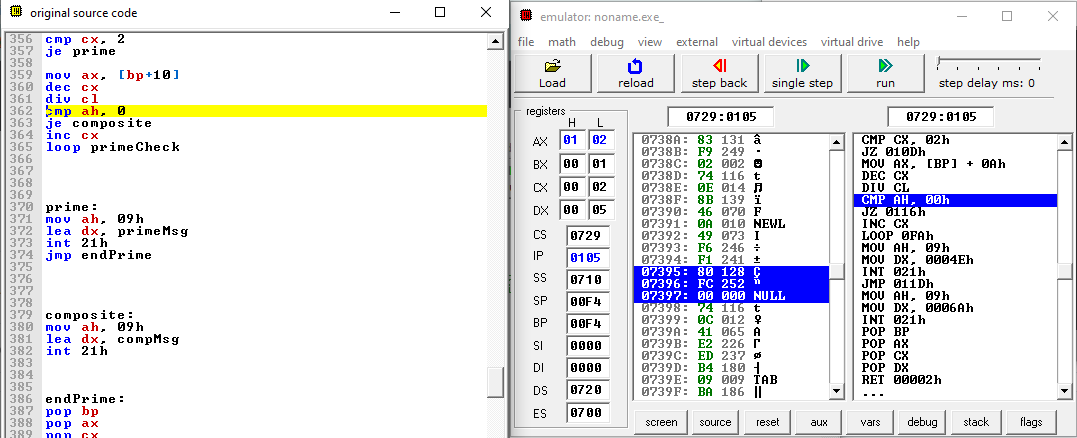 original source code
356 cmp cx, 2
357 je prime
358
359 mov ax, [bp+10]
360 dec cx
361 div cl
362 cmp ah, 0
363 je composite
364 inc cx
365 loop primeCheck
366
367
368
369
370 prime:
371 mov ah, 09h
372 lea dx, primeMsg
373 int 21h
374 jmp endPrime
375
376
377
378
379 composite:
380 mov ah, 09h
381 lea dx, compMsg
382 int 21h
383
384
385
386 endPrime:
387 pop bp
388 pop ax
389 pop cx
emulator: noname.exe_
file math debug view external virtual devices virtual drive help
Load reload step back single step run step delay ms: 0
registers
H L
AX 01 02
BX 00 01
CX 00 02
DX 00 05
CS 0729
IP 0105
SS 0710
SP 00F4
BP 00F4
SI 0000
DI 0000
DS 0720
ES 0700
0729:0105
0738A: 83 131 â
0738B: F9 249 ·
0738C: 02 002 ☻
0738D: 74 116 t
0738E: 0E 014 ♫
0738F: 8B 139 ï
07390: 46 070 F
07391: 0A 010 NEWL
07392: 49 073 I
07393: F6 246 ÷
07394: F1 241 ±
07395: 80 128 Ç
07396: FC 252 ⁿ
07397: 00 000 NULL
07398: 74 116 t
07399: 0C 012 ♀
0739A: 41 065 A
0739B: E2 226 Γ
0739C: ED 237 ø
0739D: B4 180 ┤
0739E: 09 009 TAB
0739F: BA 186 ║
0729:0105
CMP CX, 02h
JZ 010Dh
MOV AX, [BP] + 0Ah
DEC CX
DIV CL
CMP AH, 00h
JZ 0116h
INC CX
LOOP 0FAh
MOV AH, 09h
MOV DX, 0004Eh
INT 021h
JMP 011Dh
MOV AH, 09h
MOV DX, 0006Ah
INT 021h
POP BP
POP AX
POP CX
POP DX
RET 00002h
...
screen source reset aux vars debug stack flags